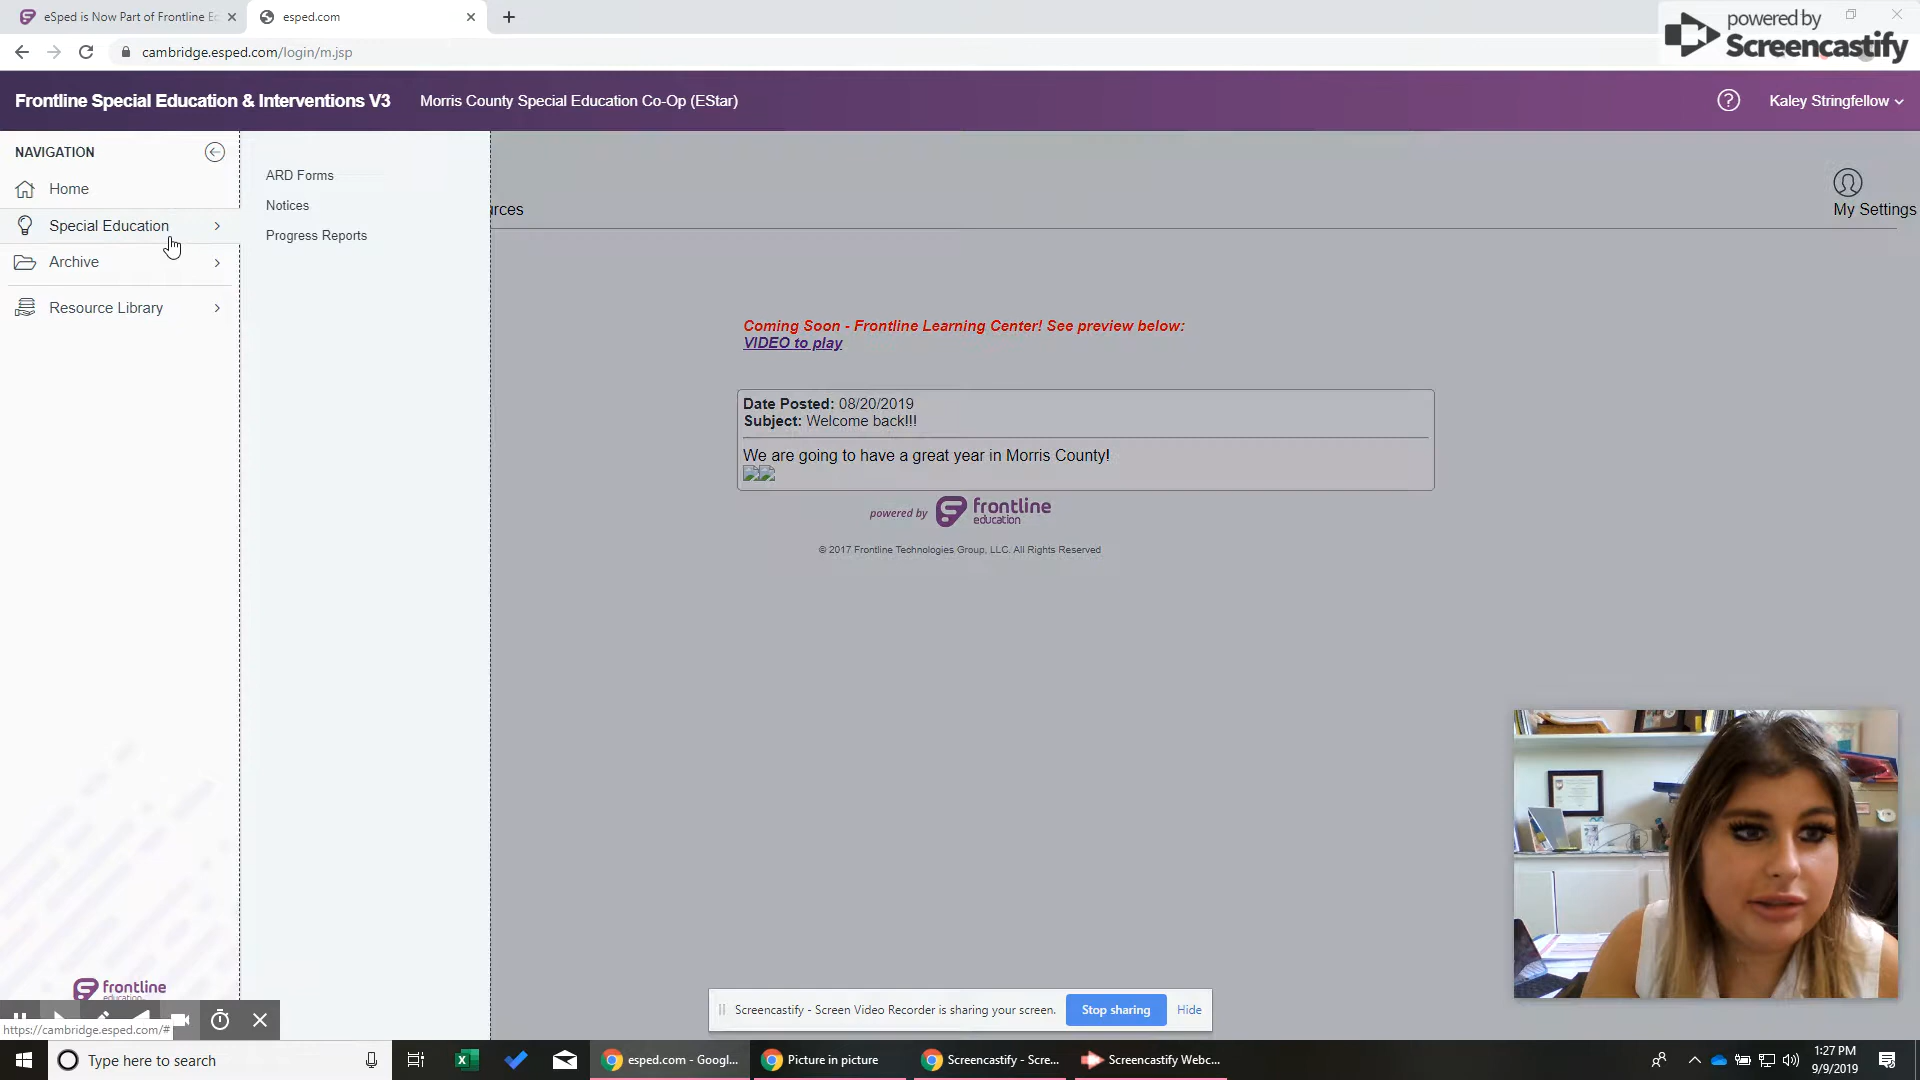 eSped is Now Part of Frontline Ec
esped.com
powered by
Screencastify
cambridge.esped.com/login/m.jsp
Frontline Special Education & Interventions V3
Morris County Special Education Co-Op (EStar)
Kaley Stringfellow
NAVIGATION
Home
Special Education
Archive
Resource Library
ARD Forms
Notices
Progress Reports
urces
My Settings
Coming Soon - Frontline Learning Center! See preview below:
VIDEO to play
Date Posted: 08/20/2019
Subject: Welcome back!!!
We are going to have a great year in Morris County!
powered by frontline education
© 2017 Frontline Technologies Group, LLC. All Rights Reserved
frontline
education
Screencastify - Screen Video Recorder is sharing your screen.
Stop sharing
Hide
https://cambridge.esped.com/#
Type here to search
esped.com - Googl...
Picture in picture
Screencastify - Scre...
Screencastify Webc...
1:27 PM
9/9/2019